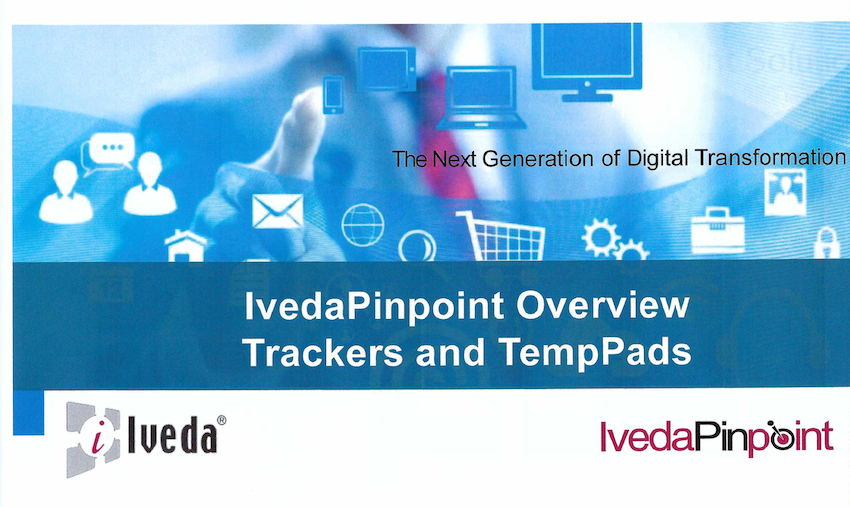 The Next Generation of Digital Transformation
IvedaPinpoint Overview
Trackers and TempPads
i Iveda®
IvedaPinpoint